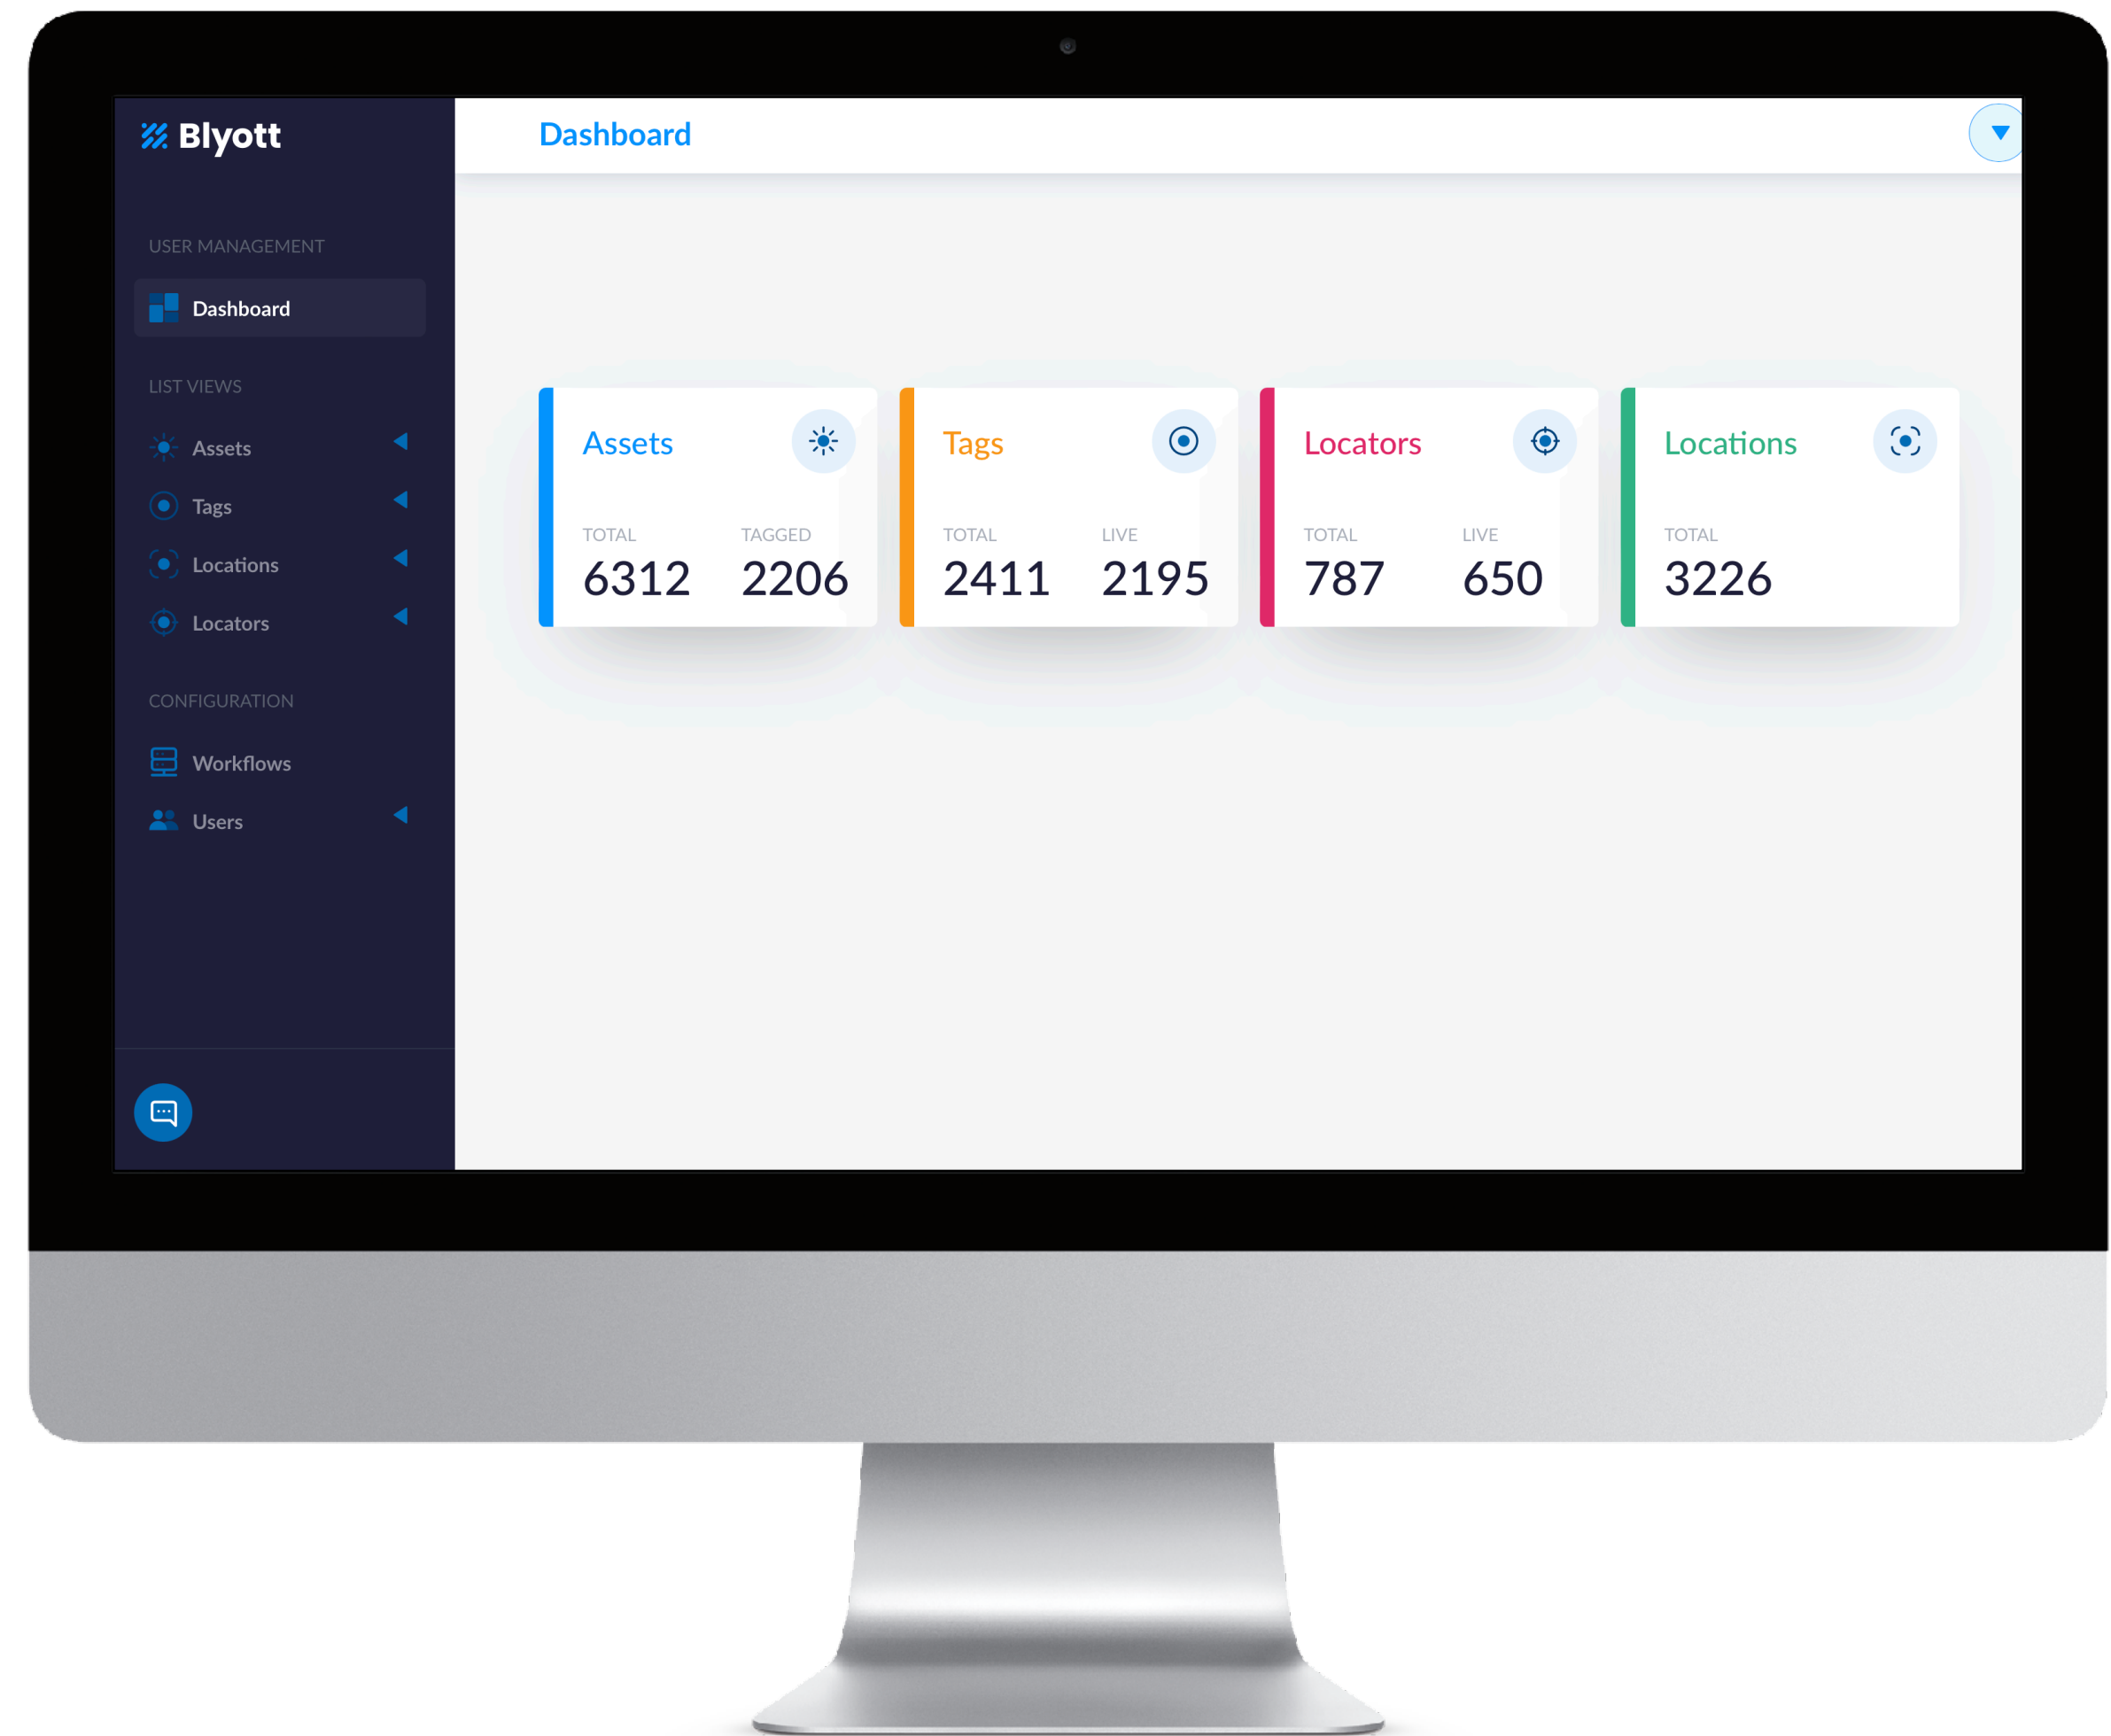 Blyott
Dashboard
USER MANAGEMENT
Dashboard
LIST VIEWS
Assets
Tags
Locations
Locators
CONFIGURATION
Workflows
Users
Assets
TOTAL TAGGED
6312 2206
Tags
TOTAL LIVE
2411 2195
Locators
TOTAL LIVE
787 650
Locations
TOTAL
3226